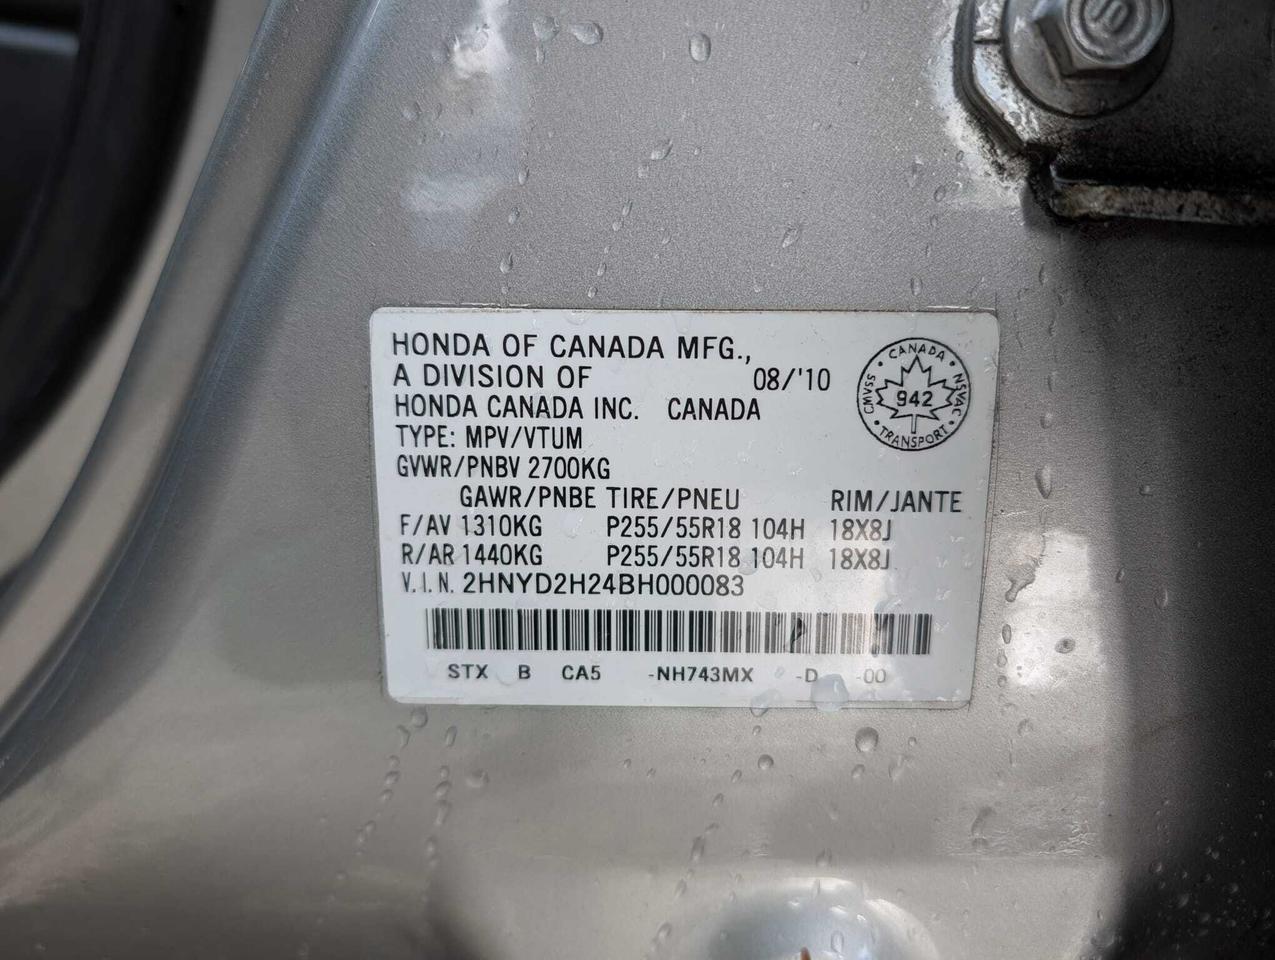 HONDA OF CANADA MFG.,
A DIVISION OF 08/'10
HONDA CANADA INC. CANADA
TYPE: MPV/VTUM
GVWR/PNBV 2700KG
GAWR/PNBE TIRE/PNEU RIM/JANTE
F/AV 1310KG P255/55R18 104H 18X8J
R/AR 1440KG P255/55R18 104H 18X8J
V.I.N. 2HNYD2H24BH000083
STX B CA5 -NH743MX -D -00
CANADA
CMVSS 942 NSVAC
TRANSPORT